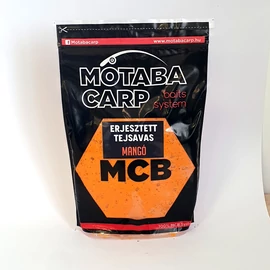 Motabacarp
www.motabacarp.hu
MOTABA
CARP
baits
system
ERJESZTETT
TEJSAVAS
MANGÓ
MCB